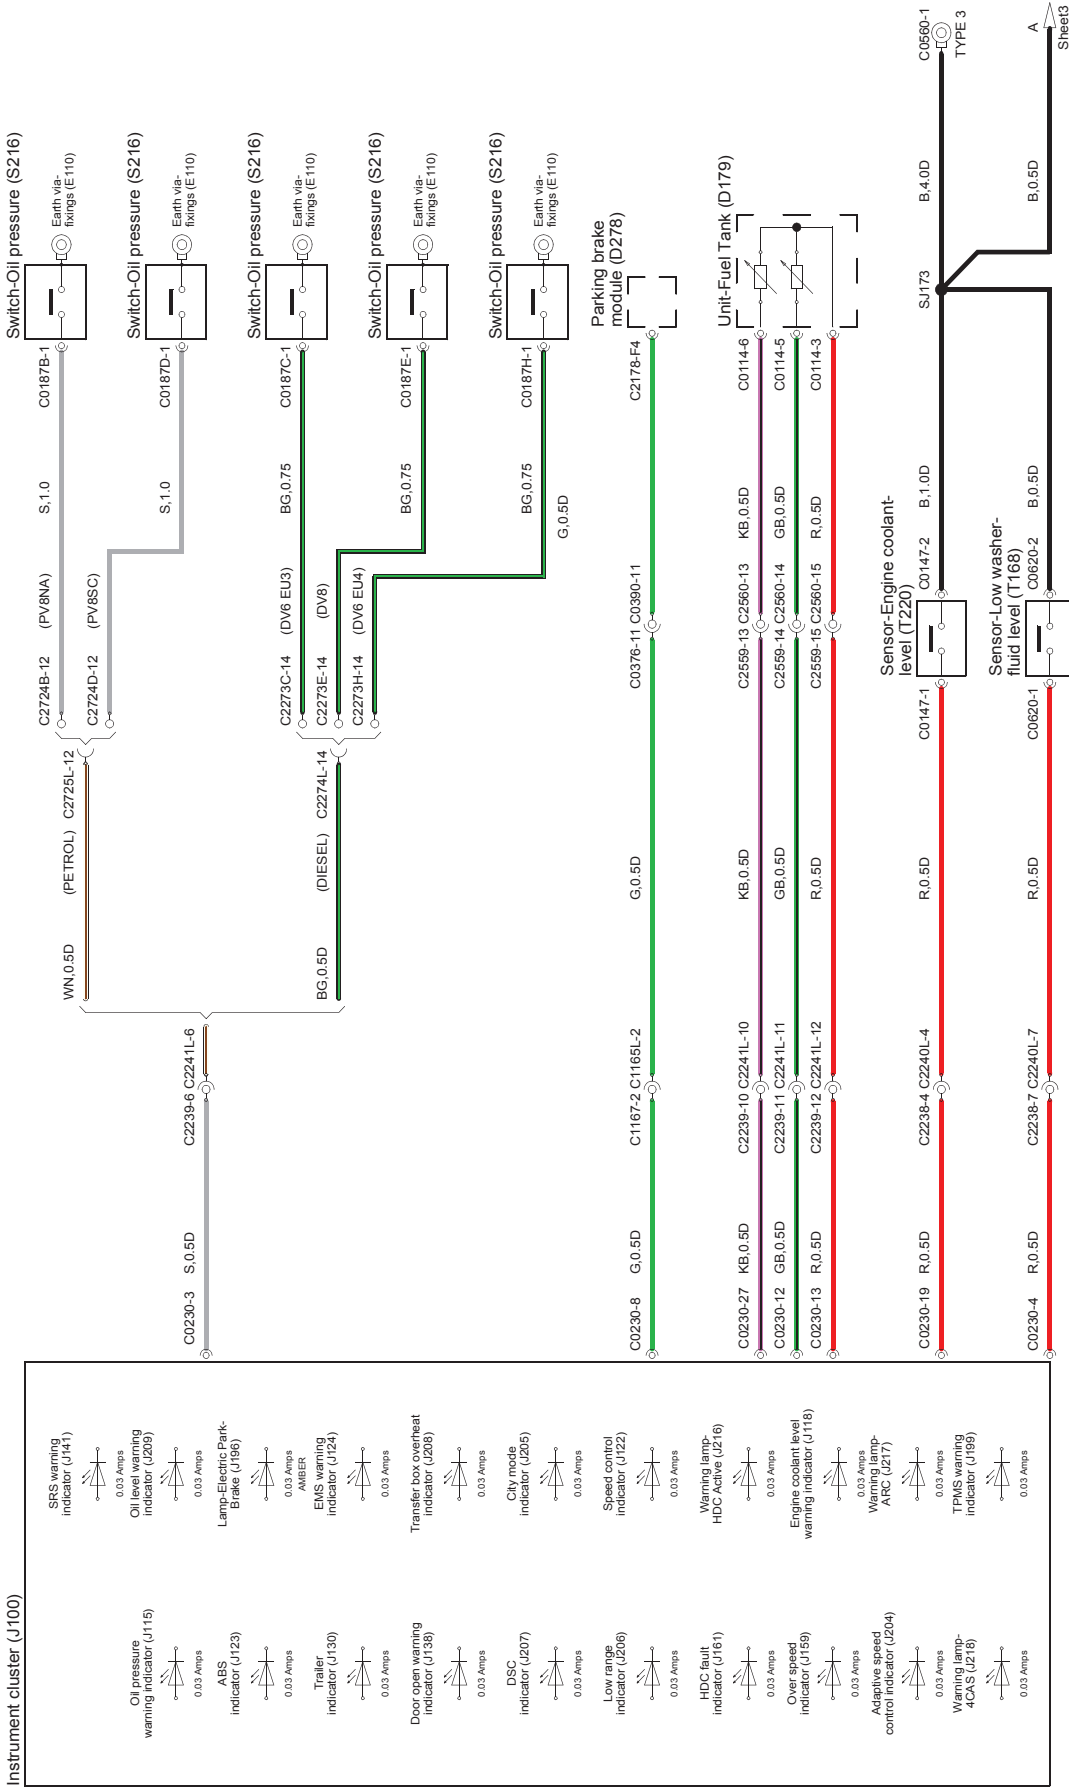 Instrument cluster (J100)
SRS warning
indicator (J141)
0.03 Amps
Oil level warning
indicator (J209)
0.03 Amps
Lamp-Electric Park-
Brake (J196)
0.03 Amps
AMBER
EMS warning
indicator (J124)
0.03 Amps
Transfer box overheat
indicator (J208)
0.03 Amps
City mode
indicator (J205)
0.03 Amps
Speed control
indicator (J122)
0.03 Amps
Warning lamp-
HDC Active (J216)
0.03 Amps
Engine coolant level
warning indicator (J118)
0.03 Amps
Warning lamp-
ARC (J217)
0.03 Amps
TPMS warning
indicator (J199)
0.03 Amps
Oil pressure
warning indicator (J115)
0.03 Amps
ABS
indicator (J123)
0.03 Amps
Trailer
indicator (J130)
0.03 Amps
Door open warning
indicator (J138)
0.03 Amps
DSC
indicator (J207)
0.03 Amps
Low range
indicator (J206)
0.03 Amps
HDC fault
indicator (J161)
0.03 Amps
Over speed
indicator (J159)
0.03 Amps
Adaptive speed
control indicator (J204)
0.03 Amps
Warning lamp-
4CAS (J218)
0.03 Amps
Switch-Oil pressure (S216)
Earth via-
fixings (E110)
C2724B-12 (PV8NA) S,1.0 C0187B-1
Switch-Oil pressure (S216)
Earth via-
fixings (E110)
C2724D-12 (PV8SC) S,1.0 C0187D-1
WN,0.5D (PETROL) C2725L-12
C0230-3 S,0.5D C2239-6 C2241L-6
Switch-Oil pressure (S216)
Earth via-
fixings (E110)
C2273C-14 (DV6 EU3) BG,0.75 C0187C-1
Switch-Oil pressure (S216)
Earth via-
fixings (E110)
BG,0.5D (DIESEL) C2274L-14 C2273E-14 (DV8) BG,0.75 C0187E-1
Switch-Oil pressure (S216)
Earth via-
fixings (E110)
C2273H-14 (DV6 EU4) BG,0.75 C0187H-1
G,0.5D
Parking brake
module (D278)
C0230-8 G,0.5D C1167-2 C1165L-2 G,0.5D C0376-11 C0390-11 C2178-F4
Unit-Fuel Tank (D179)
C0230-27 KB,0.5D C2239-10 C2241L-10 KB,0.5D C2559-13 C2560-13 KB,0.5D C0114-6
C0230-12 GB,0.5D C2239-11 C2241L-11 GB,0.5D C2559-14 C2560-14 GB,0.5D C0114-5
C0230-13 R,0.5D C2239-12 C2241L-12 R,0.5D C2559-15 C2560-15 R,0.5D C0114-3
Sensor-Engine coolant-
level (T220)
C0230-19 R,0.5D C2238-4 C2240L-4 R,0.5D C0147-1 C0147-2 B,1.0D SJ173 B,4.0D C0560-1
TYPE 3
Sensor-Low washer-
fluid level (T168)
C0230-4 R,0.5D C2238-7 C2240L-7 R,0.5D C0620-1 C0620-2 B,0.5D B,0.5D A
Sheet3